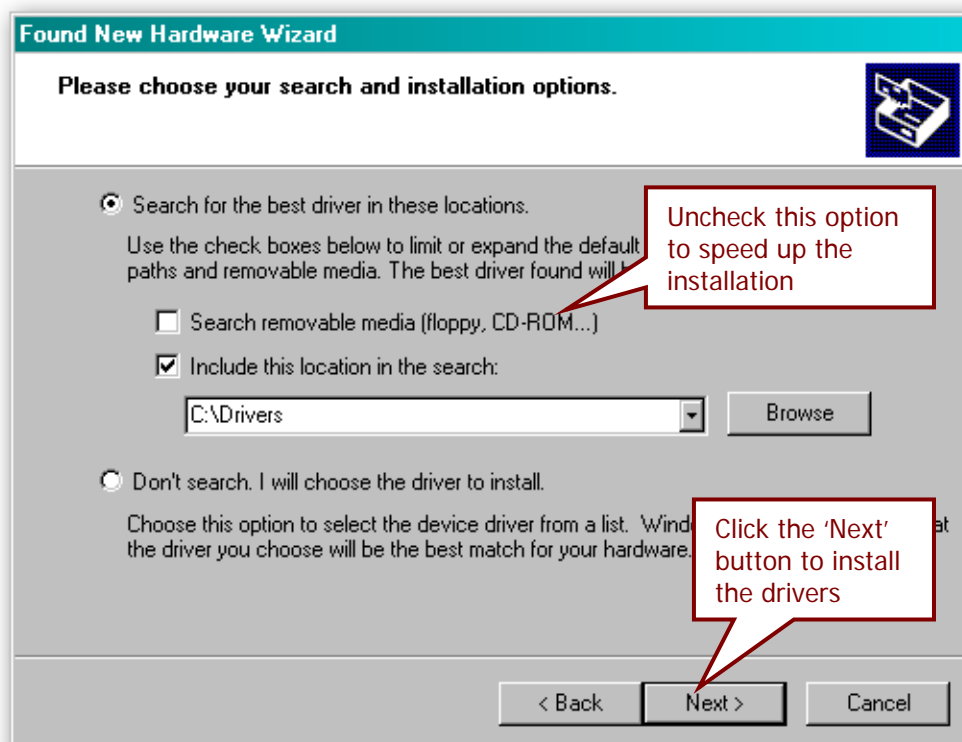 Found New Hardware Wizard
Please choose your search and installation options.
Search for the best driver in these locations.
Use the check boxes below to limit or expand the default
paths and removable media. The best driver found will
Uncheck this option
to speed up the
installation
Search removable media (floppy, CD-ROM...)
Include this location in the search:
C:\Drivers
Browse
Don't search. I will choose the driver to install.
Choose this option to select the device driver from a list.
the driver you choose will be the best match for your hardware.
Click the ‘Next’
button to install
the drivers
< Back
Next >
Cancel